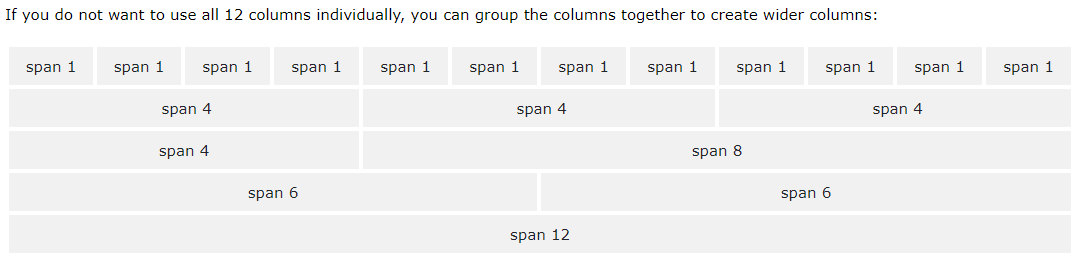 If you do not want to use all 12 columns individually, you can group the columns together to create wider columns:
span 1 span 1 span 1 span 1 span 1 span 1 span 1 span 1 span 1 span 1 span 1 span 1
span 4 span 4 span 4
span 4 span 8
span 6 span 6
span 12